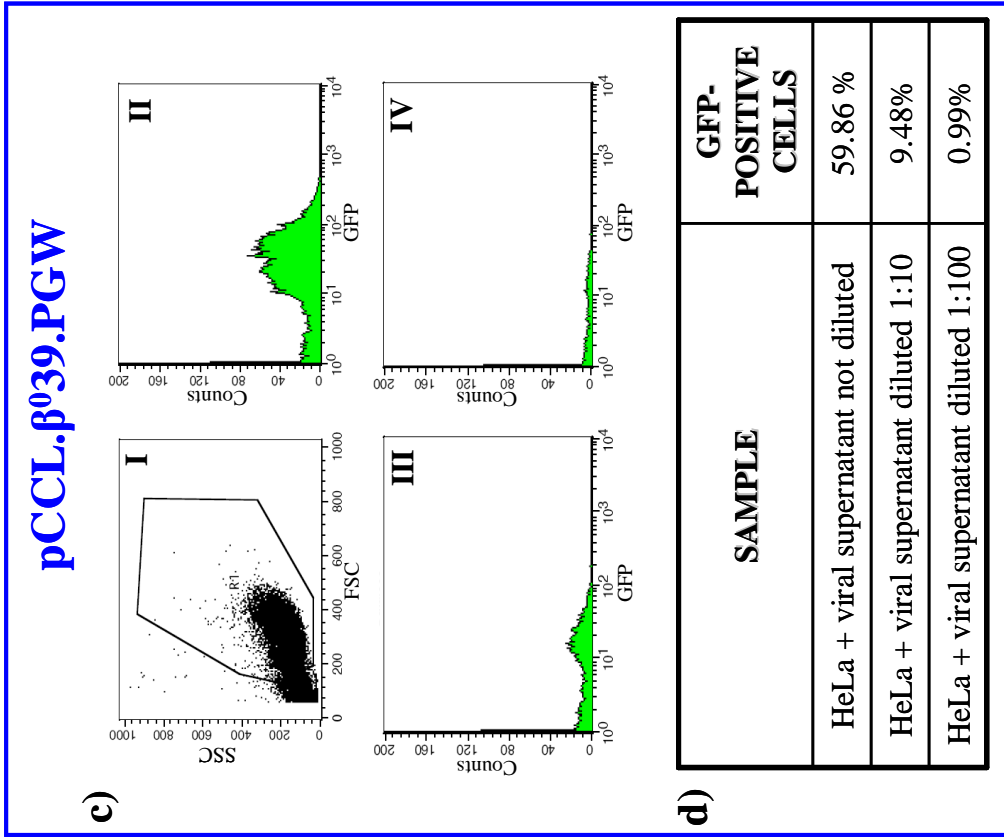 pCCL.β⁰39.PGW
c)
I
1000
800
600
400
200
0
SSC
R-1
0 200 400 600 800 1000
FSC
II
200
160
120
80
40
0
Counts
10⁰ 10¹ 10² 10³ 10⁴
GFP
III
200
160
120
80
40
0
Counts
10⁰ 10¹ 10² 10³ 10⁴
GFP
IV
200
160
120
80
40
0
Counts
10⁰ 10¹ 10² 10³ 10⁴
GFP
d)
SAMPLE
GFP-
POSITIVE
CELLS
HeLa + viral supernatant not diluted 59.86 %
HeLa + viral supernatant diluted 1:10 9.48%
HeLa + viral supernatant diluted 1:100 0.99%